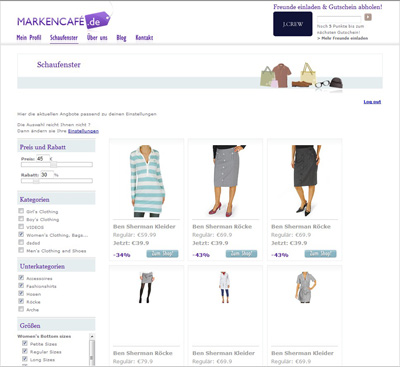 MARKENCAFÉ.de
Freunde einladen & Gutschein abholen!
J.CREW
Noch 5 Punkte bis zum
nächsten Gutschein!
> Mehr Freunde einladen
Mein Profil Schaufenster Über uns Blog Kontakt
Schaufenster
Log out
Hier die aktuellen Angebote passend zu deinen Einstellungen
Die Auswahl reicht Ihnen nicht ?
Dann ändern sie Ihre Einstellungen
Preis und Rabatt
Preis: 45 €
Rabatt: 30 %
Kategorien
Girl's Clothing
Boy's Clothing
VIDEOS
Women's Clothing, Bags...
dsdsd
Men's Clothing and Shoes
Unterkategorien
Accessoires
Fashionshirts
Hosen
Röcke
Arche
Größen
Women's Bottom sizes
Petite Sizes
Regular Sizes
Long Sizes
Ben Sherman Kleider
Regulär: €59.99
Jetzt: €39.9
-34% Zum Shop!
Ben Sherman Röcke
Regulär: €69.9
Jetzt: €39.9
-43% Zum Shop!
Ben Sherman Röcke
Regulär: €69.9
Jetzt: €39.9
-43% Zum Shop!
Ben Sherman Röcke
Regulär: €79.9
Ben Sherman Kleider
Regulär: €69.9
Ben Sherman Kleider
Regulär: €69.9